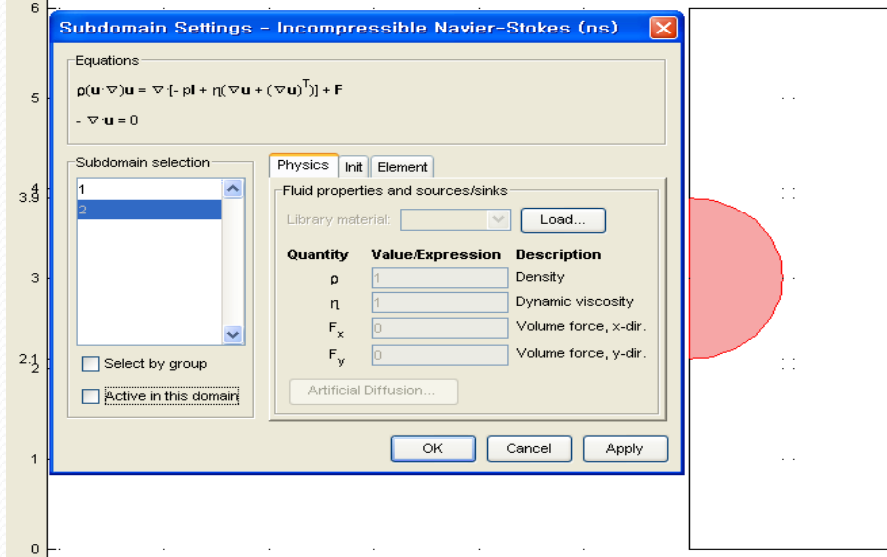 6
Subdomain Settings - Incompressible Navier-Stokes (ns)
Equations
ρ(u·∇)u = ∇·[- pI + η(∇u + (∇u)ᵀ)] + F
- ∇·u = 0
5
Subdomain selection
Physics Init Element
1
2
Fluid properties and sources/sinks
4
3.9
Library material: Load...
Quantity Value/Expression Description
3
ρ 1 Density
η 1 Dynamic viscosity
Fx 0 Volume force, x-dir.
2.1
2
Select by group
Fy 0 Volume force, y-dir.
Active in this domain
Artificial Diffusion...
1
OK Cancel Apply
0